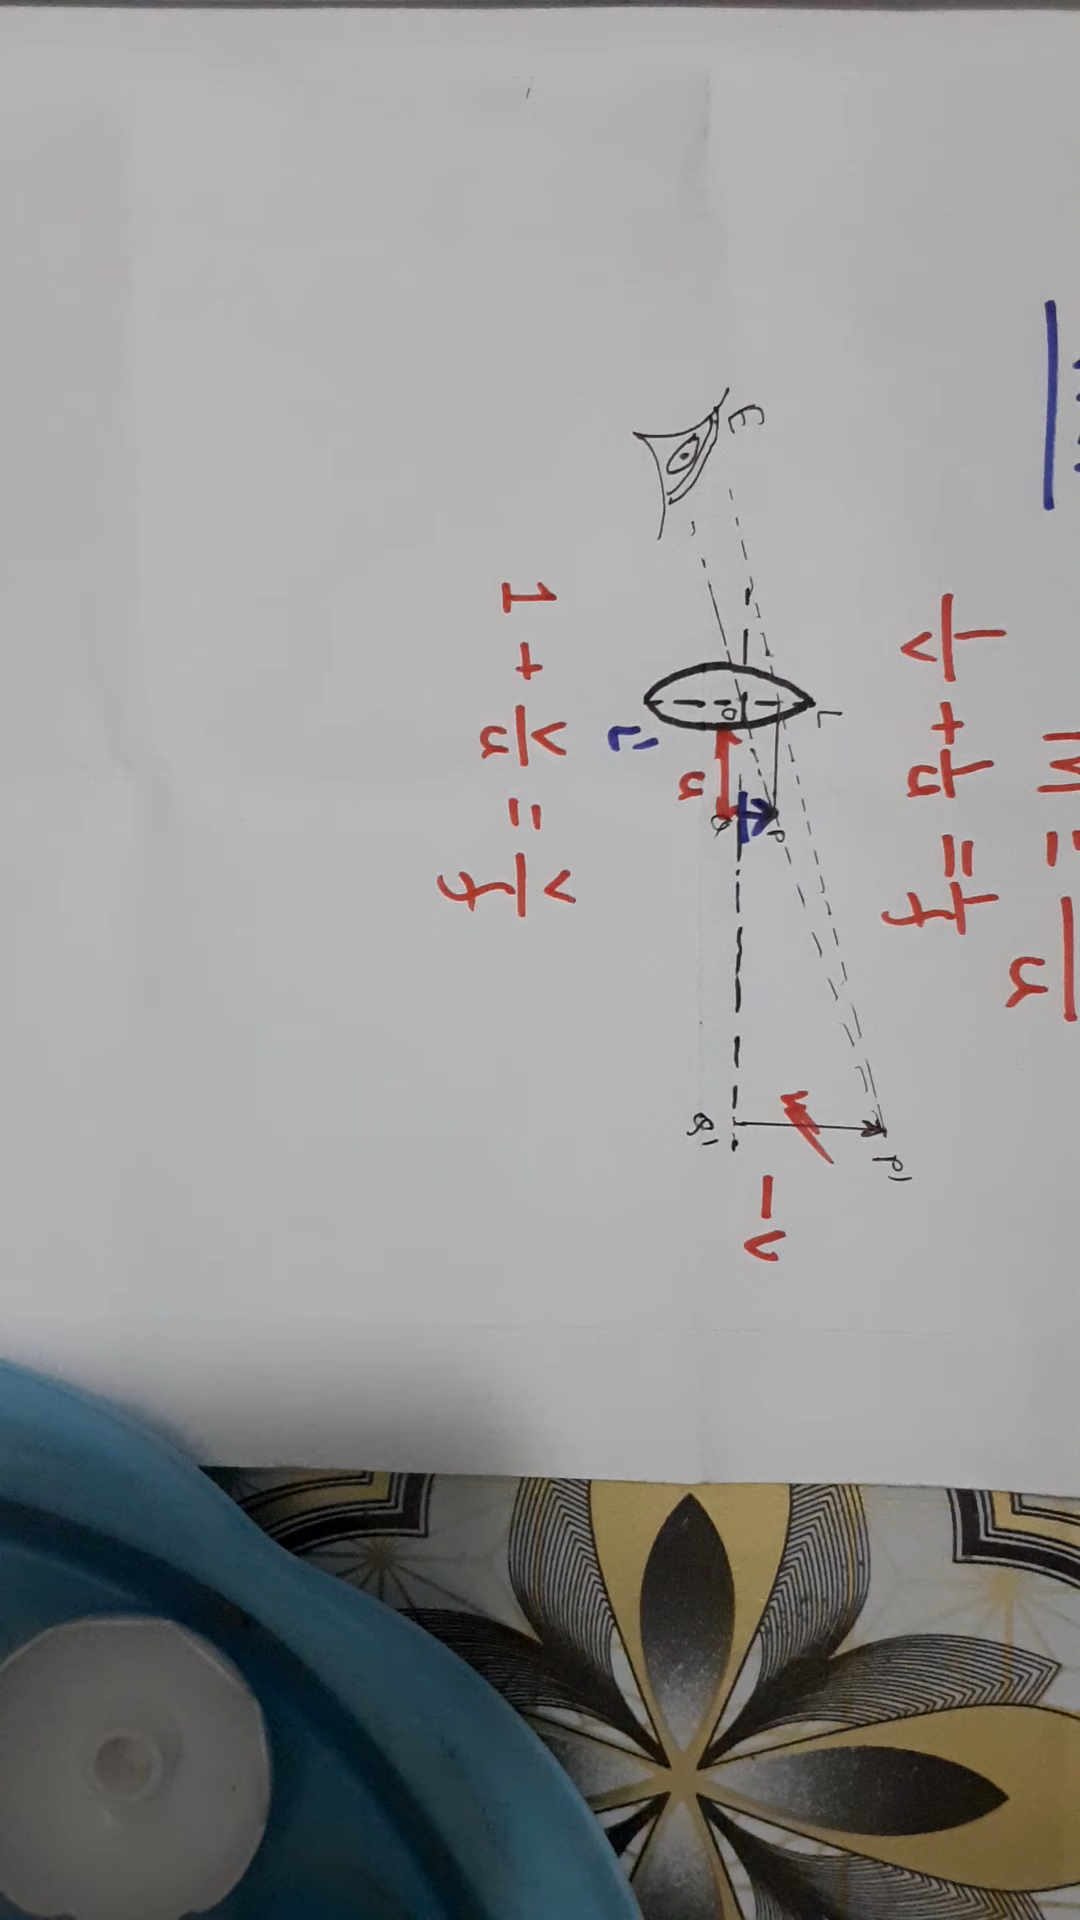 M = — u
1/v + 1/u = 1/f
E
L
P
P'
O
Q
Q'
u
-v
L'
1 + v/u = v/f